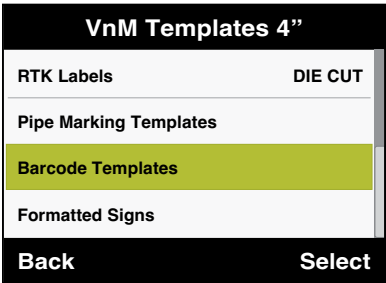 VnM Templates 4”
RTK Labels DIE CUT
Pipe Marking Templates
Barcode Templates
Formatted Signs
Back Select